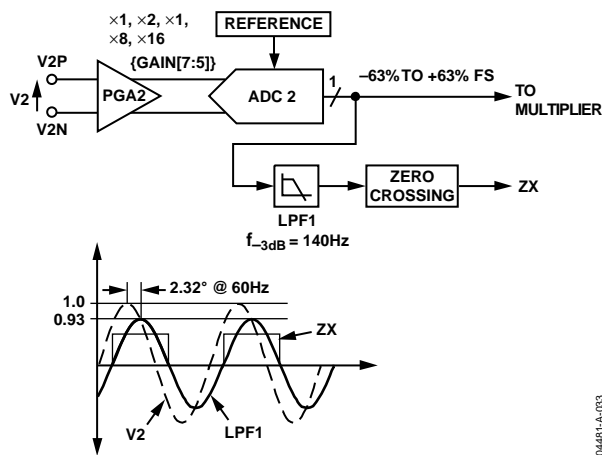 ×1, ×2, ×1,
×8, ×16
{GAIN[7:5]}
REFERENCE
V2P
V2
V2N
PGA2
ADC 2
1
–63% TO +63% FS
TO
MULTIPLIER
LPF1
f–3dB = 140Hz
ZERO
CROSSING
ZX
2.32° @ 60Hz
1.0
0.93
ZX
V2
LPF1
04481-A-033